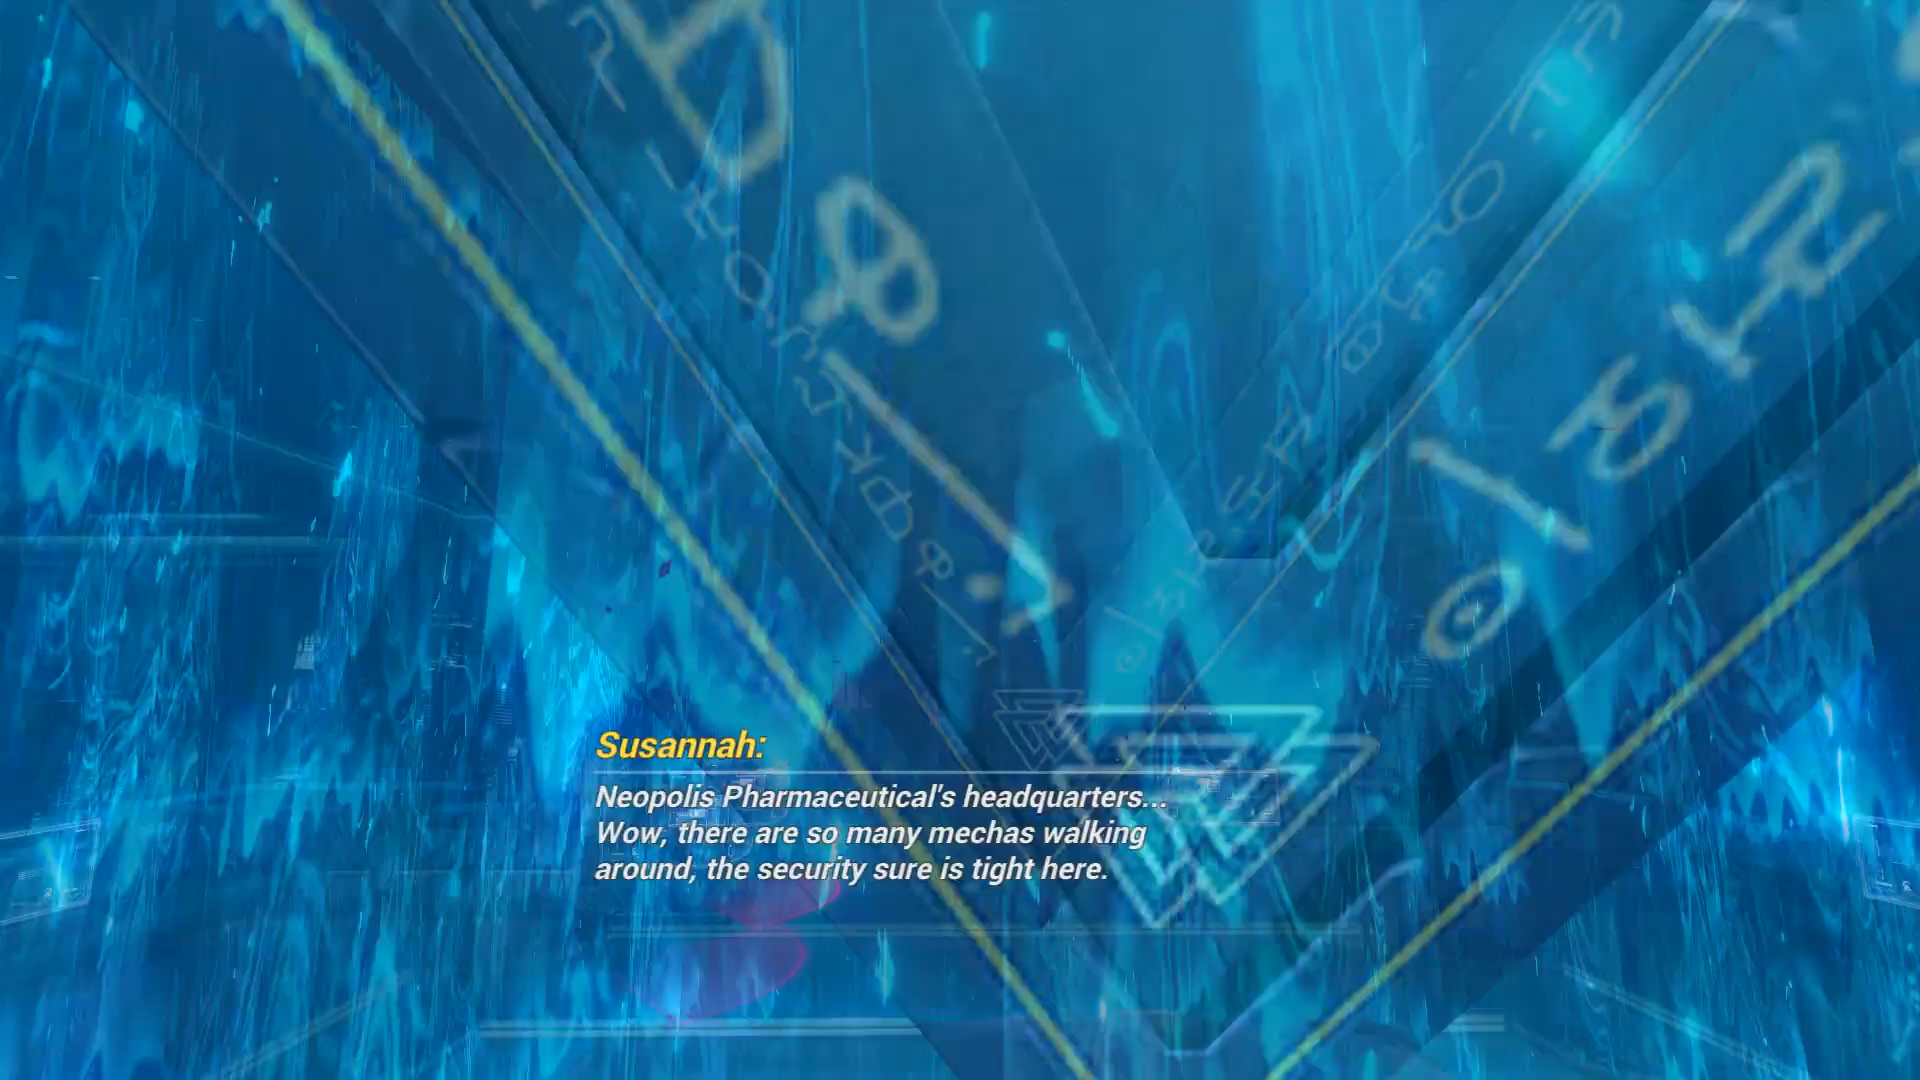 Susannah:
Neopolis Pharmaceutical's headquarters...
Wow, there are so many mechas walking
around, the security sure is tight here.